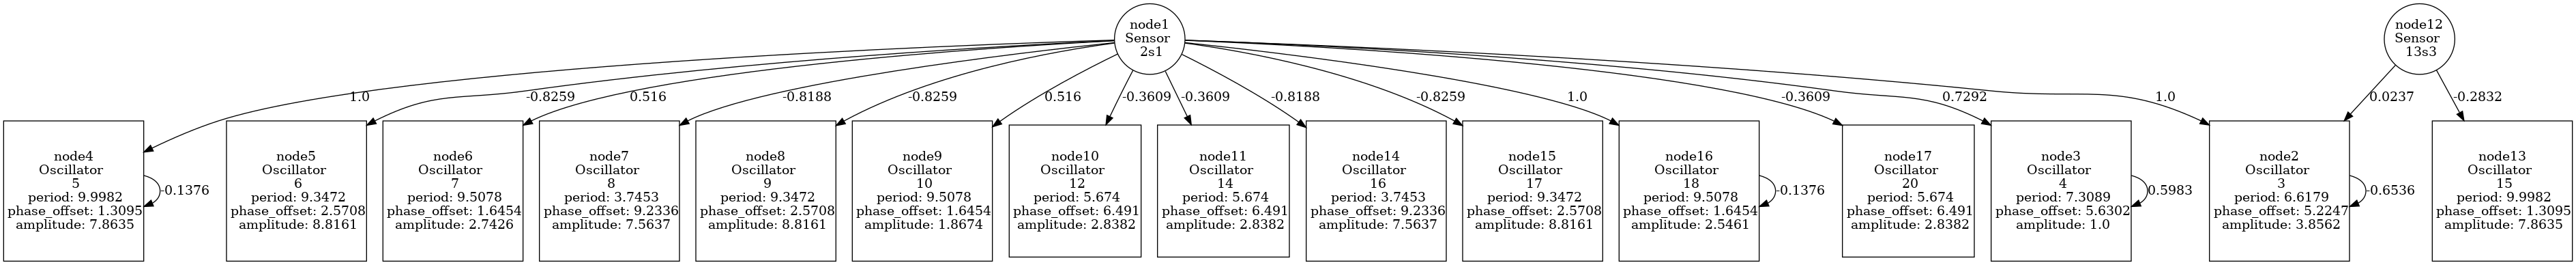 node1
Sensor
2s1
node12
Sensor
13s3
1.0
-0.8259
0.516
-0.8188
-0.8259
0.516
-0.3609
-0.3609
-0.8188
-0.8259
1.0
-0.3609
0.7292
1.0
0.0237
-0.2832
node4
Oscillator
5
period: 9.9982
phase_offset: 1.3095
amplitude: 7.8635
-0.1376
node5
Oscillator
6
period: 9.3472
phase_offset: 2.5708
amplitude: 8.8161
node6
Oscillator
7
period: 9.5078
phase_offset: 1.6454
amplitude: 2.7426
node7
Oscillator
8
period: 3.7453
phase_offset: 9.2336
amplitude: 7.5637
node8
Oscillator
9
period: 9.3472
phase_offset: 2.5708
amplitude: 8.8161
node9
Oscillator
10
period: 9.5078
phase_offset: 1.6454
amplitude: 1.8674
node10
Oscillator
12
period: 5.674
phase_offset: 6.491
amplitude: 2.8382
node11
Oscillator
14
period: 5.674
phase_offset: 6.491
amplitude: 2.8382
node14
Oscillator
16
period: 3.7453
phase_offset: 9.2336
amplitude: 7.5637
node15
Oscillator
17
period: 9.3472
phase_offset: 2.5708
amplitude: 8.8161
node16
Oscillator
18
period: 9.5078
phase_offset: 1.6454
amplitude: 2.5461
-0.1376
node17
Oscillator
20
period: 5.674
phase_offset: 6.491
amplitude: 2.8382
node3
Oscillator
4
period: 7.3089
phase_offset: 5.6302
amplitude: 1.0
0.5983
node2
Oscillator
3
period: 6.6179
phase_offset: 5.2247
amplitude: 3.8562
-0.6536
node13
Oscillator
15
period: 9.9982
phase_offset: 1.3095
amplitude: 7.8635